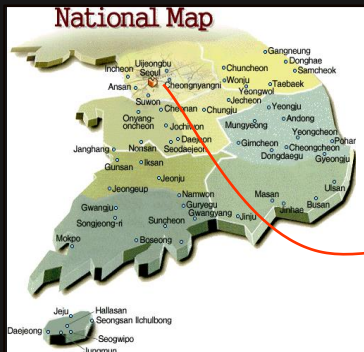 National Map
Gangneung
Donghae
Samcheok
Uijeongbu
Incheon
Seoul
Chuncheon
Cheongnyangni
Wonju
Taebaek
Ansan
Yeongwol
Suwon
Jecheon
Cheonan
Chungju
Yeongju
Onyang-
oncheon
Andong
Jochiwon
Mungyeong
Yeongcheon
Daejeon
Pohar
Nonsan
Gimcheon
Cheongcheon
Janghang
Seodaejeon
Dongdaegu
Gyeongju
Iksan
Gunsan
Jeonju
Ulsan
Jeongeup
Namwon
Masan
Gwangju
Guryegu
Busan
Gwangyang
Jinju
Jinhae
Songjeong-ri
Suncheon
Mokpo
Boseong
Jeju
Hallasan
Seongsan Ilchulbong
Daejeong
Seogwipo
Jungmun